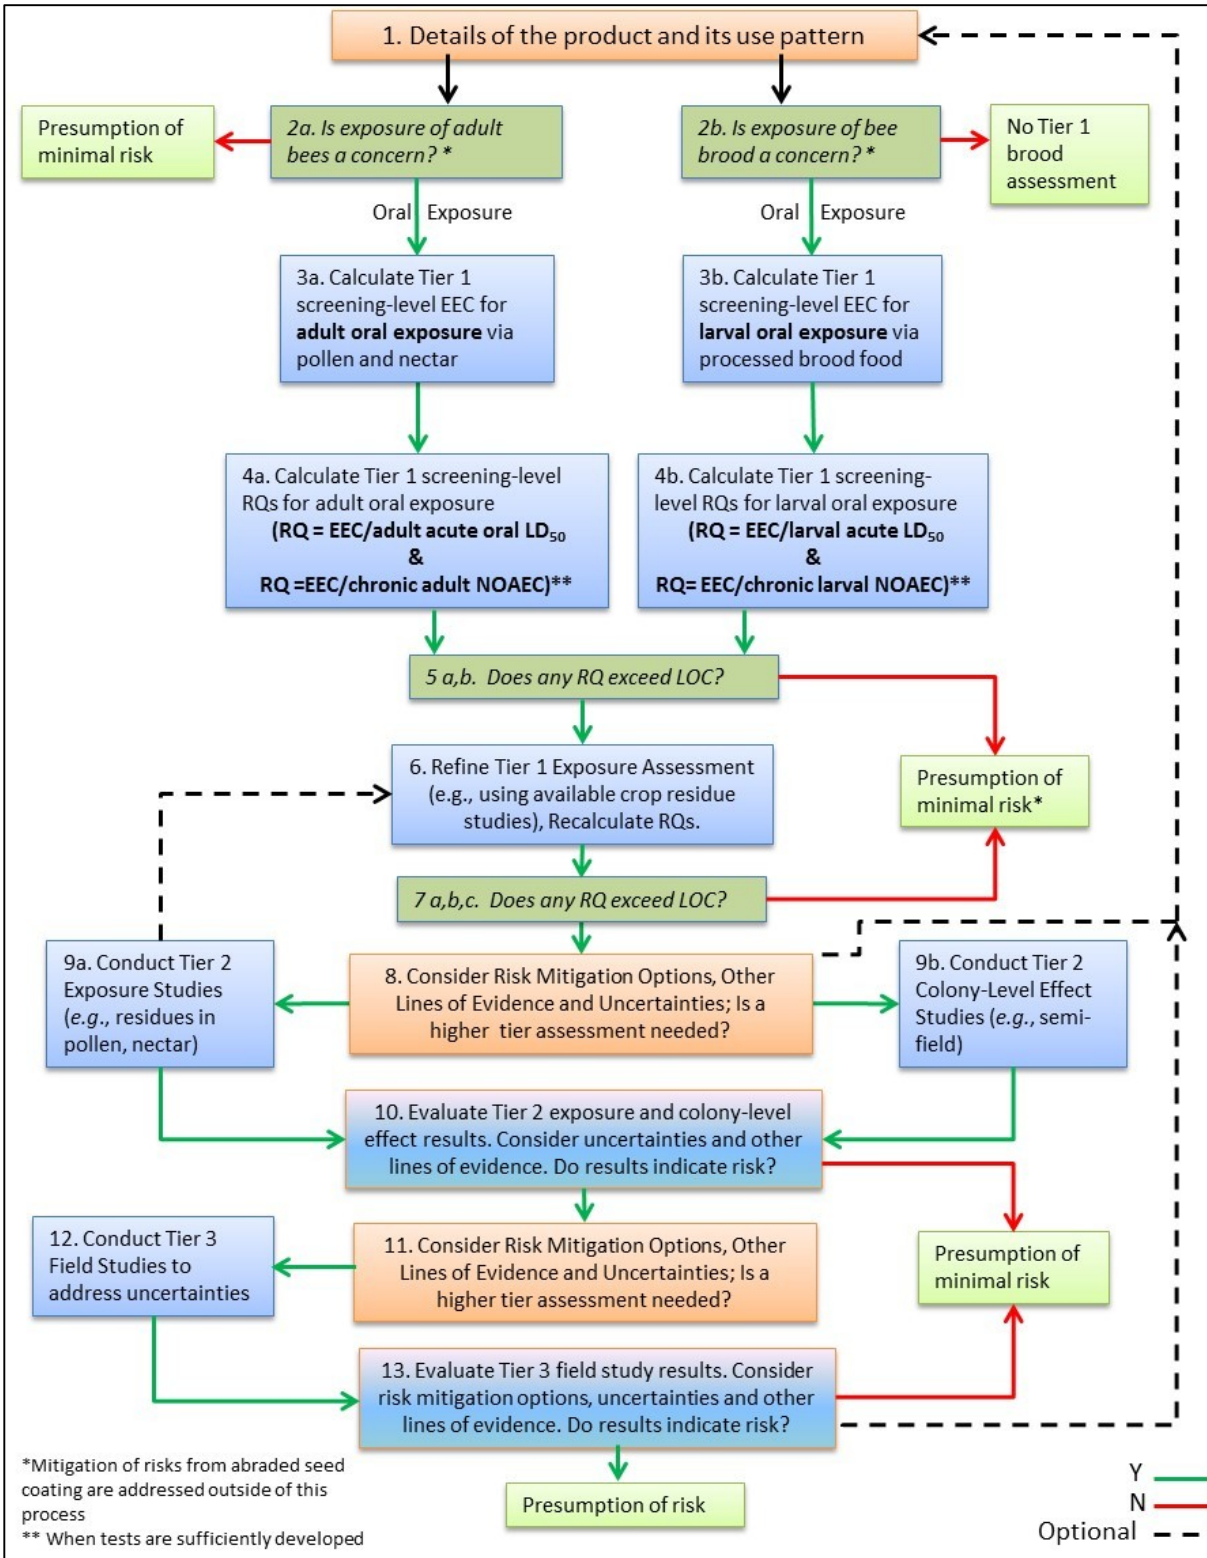 1. Details of the product and its use pattern
Presumption of
minimal risk
2a. Is exposure of adult
bees a concern? *
2b. Is exposure of bee
brood a concern? *
No Tier 1
brood
assessment
Oral Exposure
Oral Exposure
3a. Calculate Tier 1
screening-level EEC for
adult oral exposure via
pollen and nectar
3b. Calculate Tier 1
screening-level EEC for
larval oral exposure via
processed brood food
4a. Calculate Tier 1 screening-level
RQs for adult oral exposure
(RQ = EEC/adult acute oral LD₅₀
&
RQ =EEC/chronic adult NOAEC)**
4b. Calculate Tier 1 screening-
level RQs for larval oral exposure
(RQ = EEC/larval acute LD₅₀
&
RQ= EEC/chronic larval NOAEC)**
5 a,b. Does any RQ exceed LOC?
6. Refine Tier 1 Exposure Assessment
(e.g., using available crop residue
studies), Recalculate RQs.
Presumption of
minimal risk*
7 a,b,c. Does any RQ exceed LOC?
9a. Conduct Tier 2
Exposure Studies
(e.g., residues in
pollen, nectar)
8. Consider Risk Mitigation Options, Other
Lines of Evidence and Uncertainties; Is a
higher tier assessment needed?
9b. Conduct Tier 2
Colony-Level Effect
Studies (e.g., semi-
field)
10. Evaluate Tier 2 exposure and colony-level
effect results. Consider uncertainties and other
lines of evidence. Do results indicate risk?
12. Conduct Tier 3
Field Studies to
address uncertainties
11. Consider Risk Mitigation Options, Other
Lines of Evidence and Uncertainties; Is a
higher tier assessment needed?
Presumption of
minimal risk
13. Evaluate Tier 3 field study results. Consider
risk mitigation options, uncertainties and other
lines of evidence. Do results indicate risk?
*Mitigation of risks from abraded seed
coating are addressed outside of this
process
** When tests are sufficiently developed
Presumption of risk
Y
N
Optional